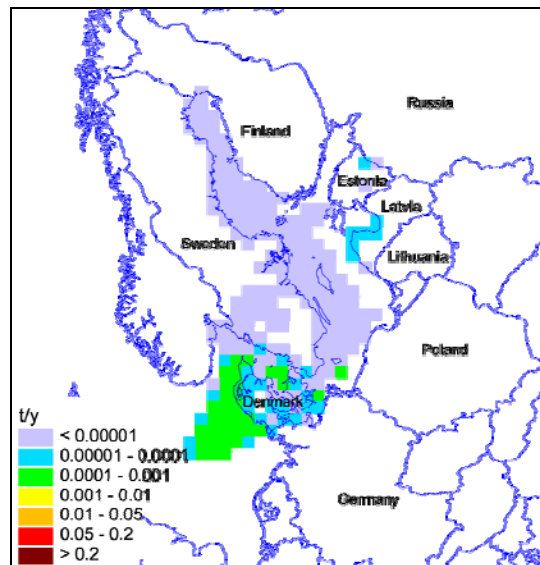 Russia
Finland
Estonia
Latvia
Sweden
Lithuania
Poland
Denmark
t/y
< 0.00001
0.00001 - 0.0001
0.0001 - 0.001
0.001 - 0.01
0.01 - 0.05
0.05 - 0.2
> 0.2
Germany